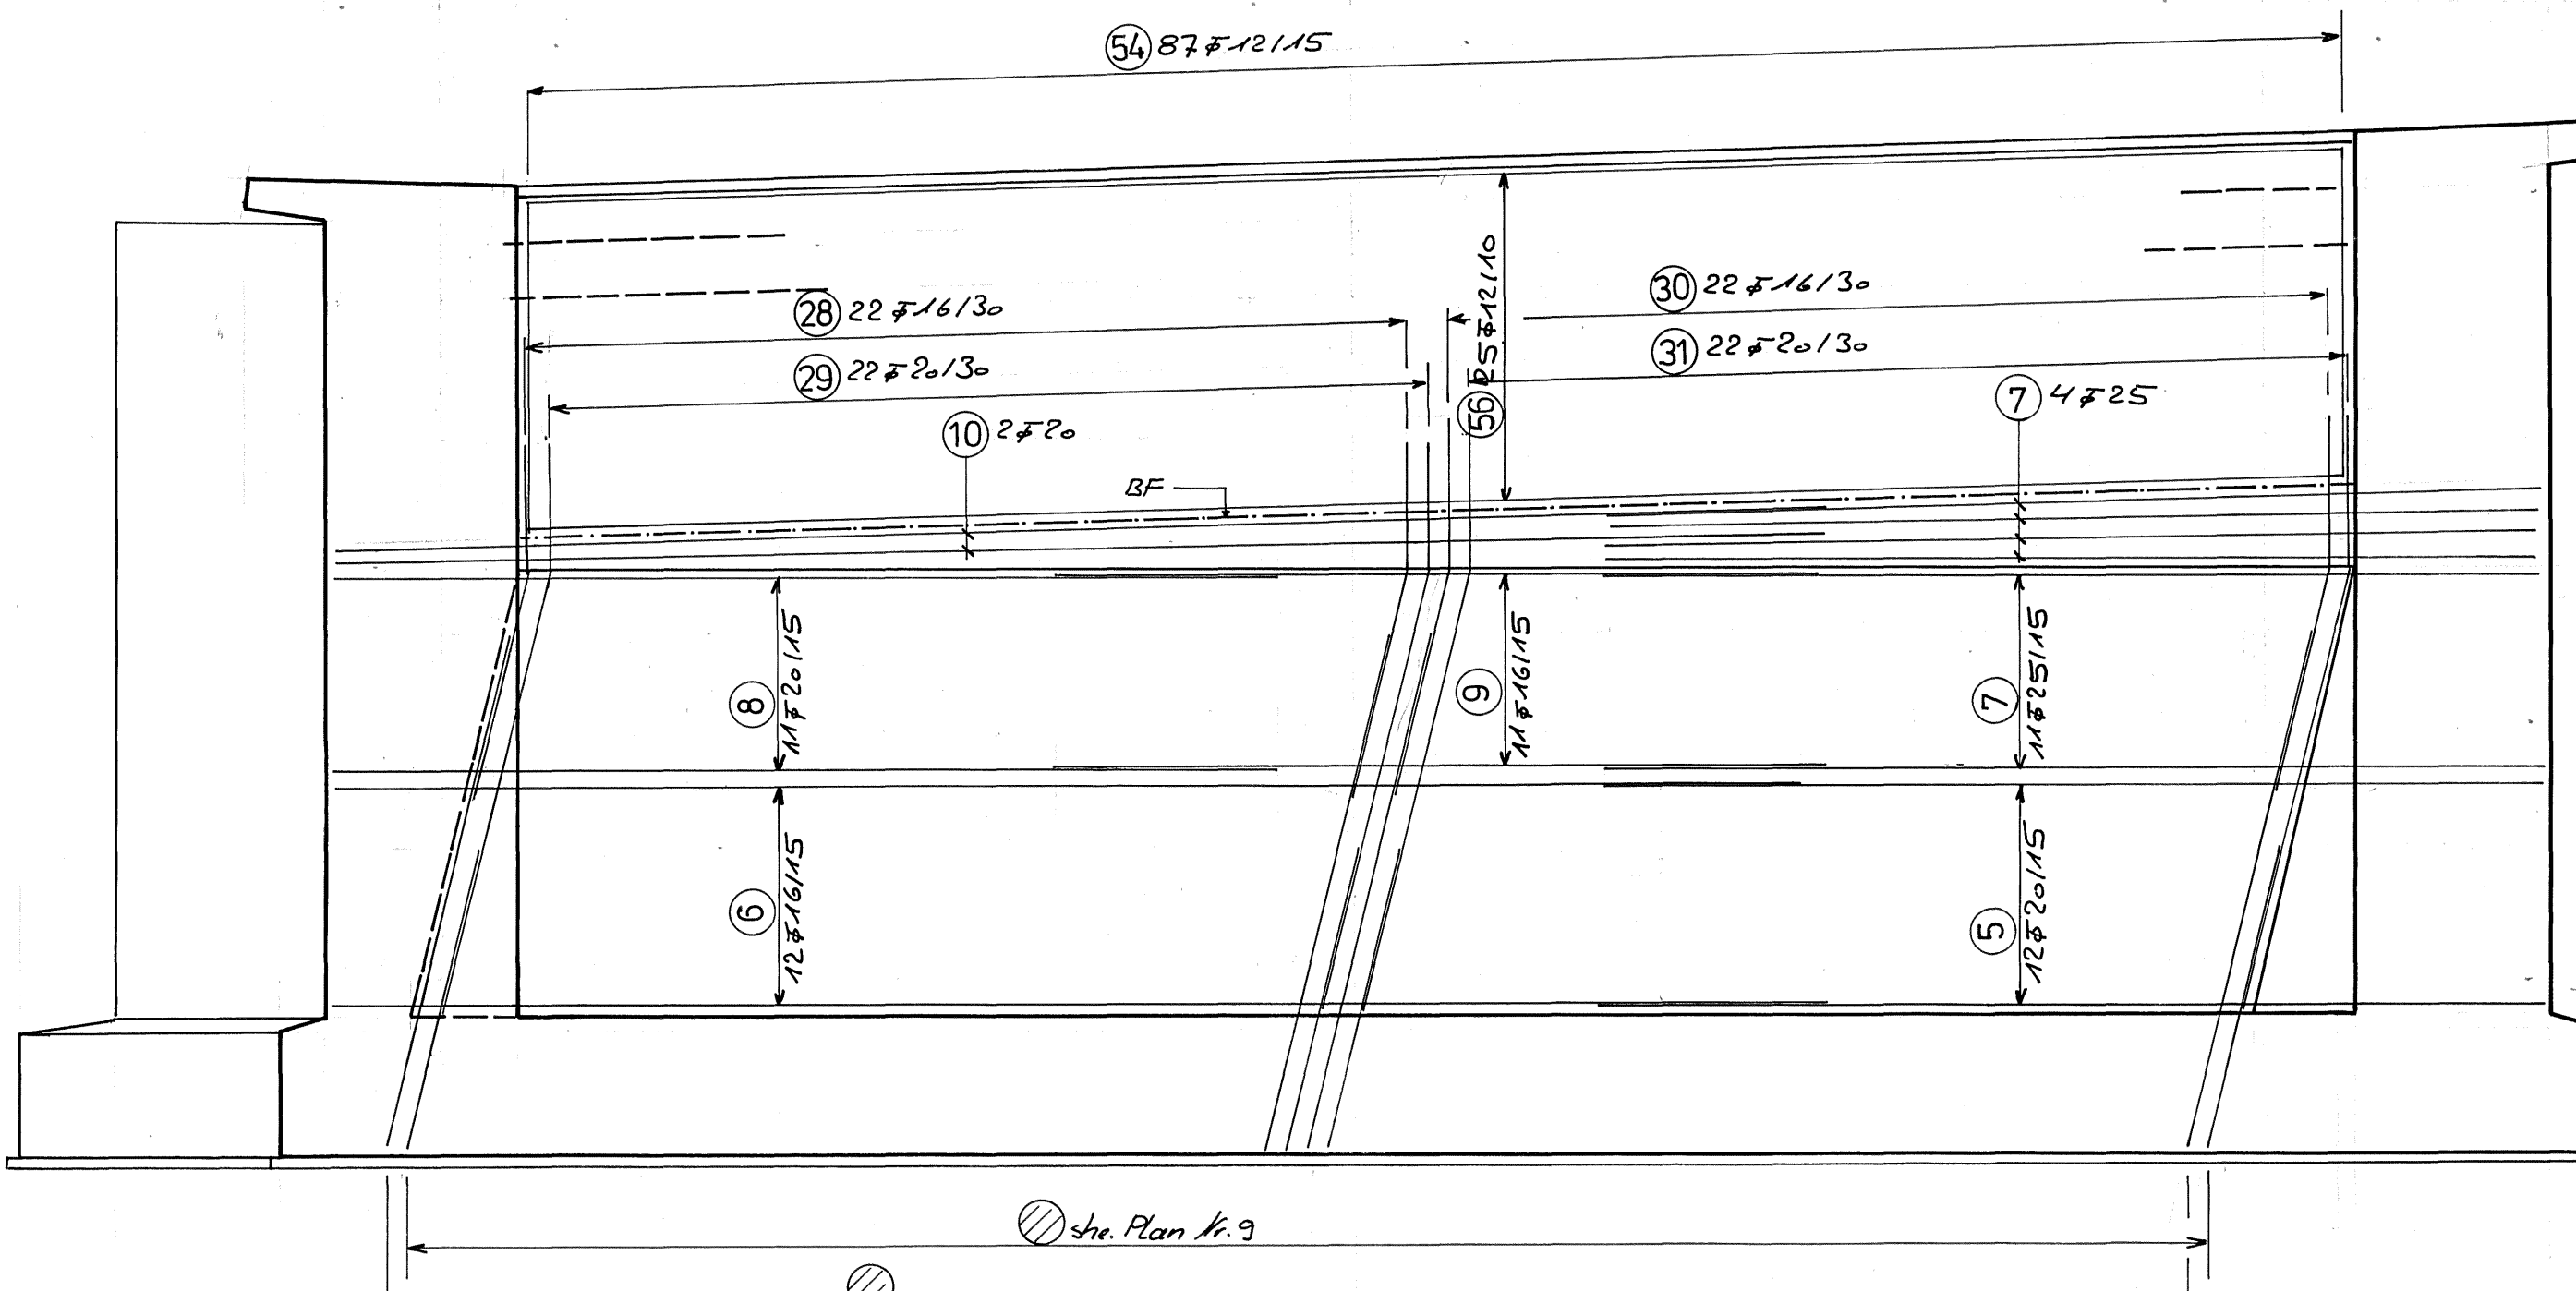 54 87 ⌀ 12/15
28 22 ⌀ 16/30
30 22 ⌀ 16/30
29 22 ⌀ 20/30
31 22 ⌀ 20/30
56 25 ⌀ 12/10
7 4 ⌀ 25
10 2 ⌀ 20
BF
8 11 ⌀ 20/15
9 11 ⌀ 16/15
7 11 ⌀ 25/15
6 12 ⌀ 16/15
5 12 ⌀ 20/15
she. Plan Nr. 9